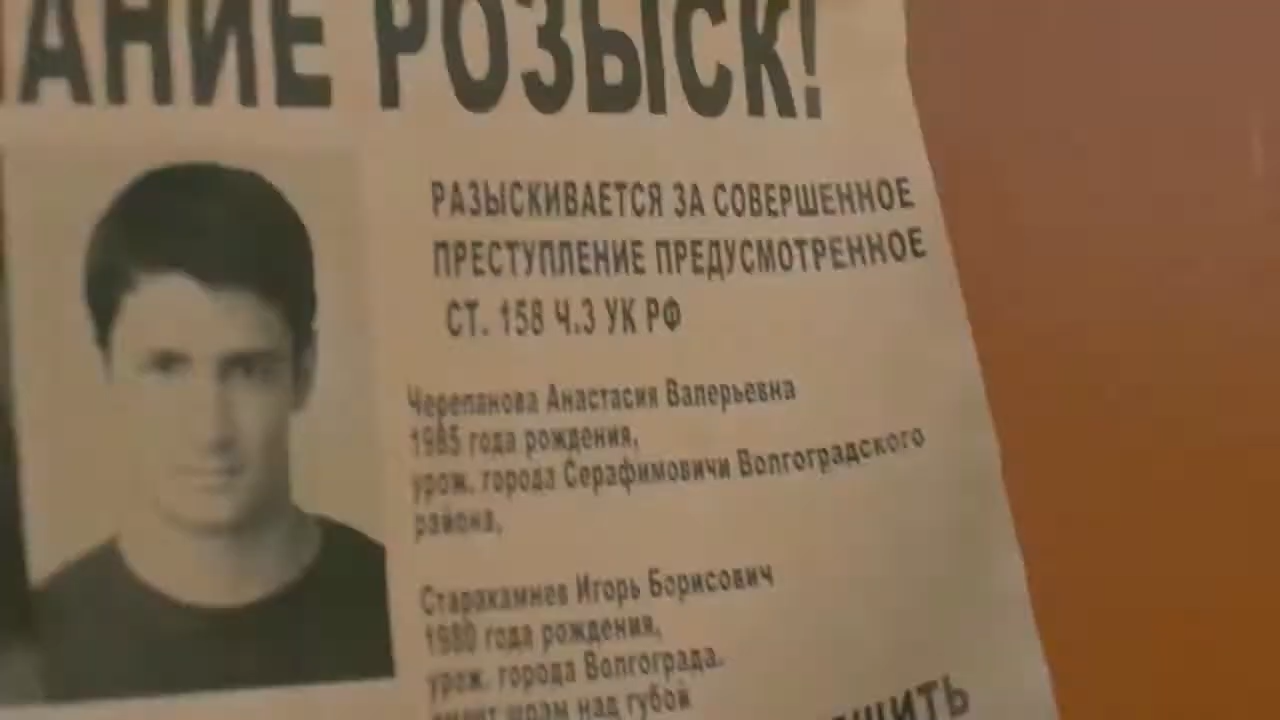 АНИЕ РОЗЫСК!
РАЗЫСКИВАЕТСЯ ЗА СОВЕРШЕННОЕ
ПРЕСТУПЛЕНИЕ ПРЕДУСМОТРЕННОЕ
СТ. 158 Ч.3 УК РФ
Черепанова Анастасия Валерьевна
1985 года рождения,
урож. города Серафимовичи Волгоградского
района,
Старокамнев Игорь Борисович
1980 года рождения,
урож. города Волгограда.
имеет шрам над губой